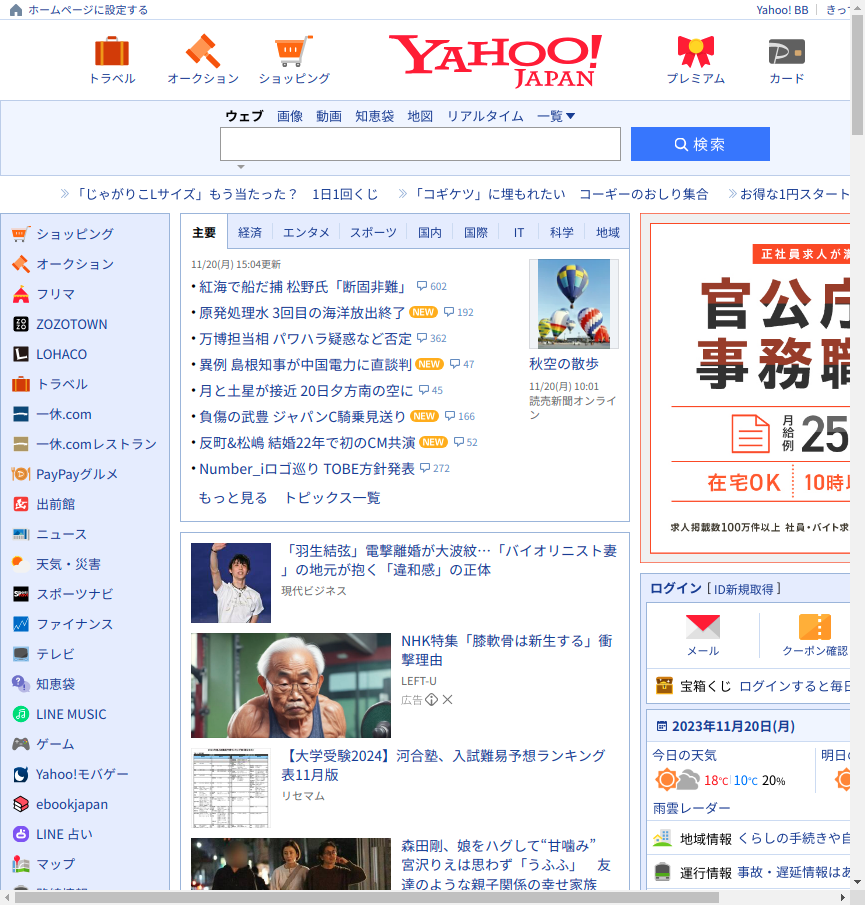 ホームページに設定する
Yahoo! BB
きっ
トラベル
オークション
ショッピング
YAHOO!
JAPAN
プレミアム
カード
ウェブ 画像 動画 知恵袋 地図 リアルタイム 一覧
検索
「じゃがりこLサイズ」もう当たった？ 1日1回くじ
「コギケツ」に埋もれたい コーギーのおしり集合
お得な1円スタート
ショッピング
オークション
フリマ
ZOZOTOWN
LOHACO
トラベル
一休.com
一休.comレストラン
PayPayグルメ
出前館
ニュース
天気・災害
スポーツナビ
ファイナンス
テレビ
知恵袋
LINE MUSIC
ゲーム
Yahoo!モバゲー
ebookjapan
LINE 占い
マップ
主要 経済 エンタメ スポーツ 国内 国際 IT 科学 地域
11/20(月) 15:04更新
紅海で船だ捕 松野氏「断固非難」 602
原発処理水 3回目の海洋放出終了 NEW 192
万博担当相 パワハラ疑惑など否定 362
異例 島根知事が中国電力に直談判 NEW 47
月と土星が接近 20日夕方南の空に 45
負傷の武豊 ジャパンC騎乗見送り NEW 166
反町&松嶋 結婚22年で初のCM共演 NEW 52
Number_iロゴ巡り TOBE方針発表 272
もっと見る トピックス一覧
秋空の散歩
11/20(月) 10:01
読売新聞オンライ
ン
「羽生結弦」電撃離婚が大波紋…「バイオリニスト妻
」の地元が抱く「違和感」の正体
現代ビジネス
NHK特集「膝軟骨は新生する」衝
撃理由
LEFT-U
広告
【大学受験2024】河合塾、入試難易予想ランキング
表11月版
リセマム
森田剛、娘をハグして“甘噛み”
宮沢りえは思わず「うふふ」 友
達のような親子関係の幸せ家族
正社員求人が満
官公庁
事務職
月給例 25
在宅OK 10時以
求人掲載数100万件以上 社員・バイト求
ログイン [ ID新規取得 ]
メール
クーポン確認
宝箱くじ ログインすると毎日
2023年11月20日(月)
今日の天気
明日の
18℃ 10℃ 20%
雨雲レーダー
地域情報 くらしの手続きや自
運行情報 事故・遅延情報はあ